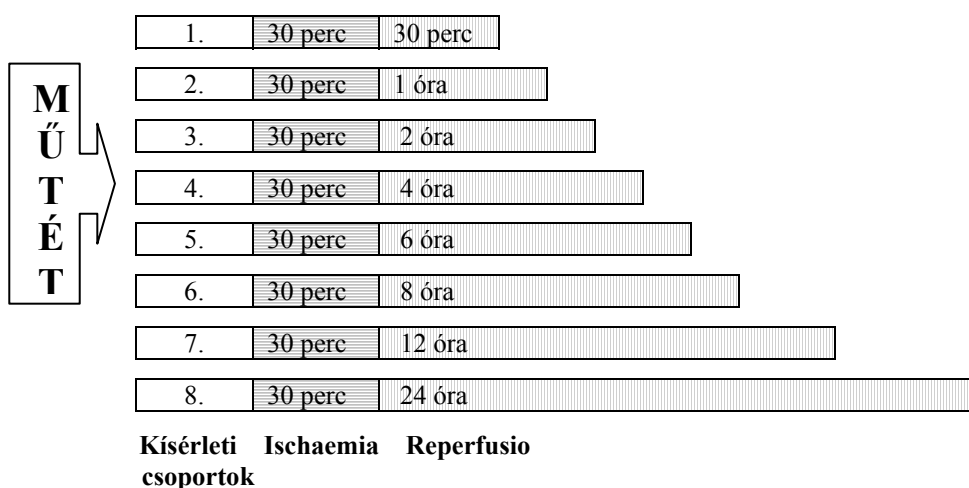 MŰTÉT
1. 30 perc 30 perc
2. 30 perc 1 óra
3. 30 perc 2 óra
4. 30 perc 4 óra
5. 30 perc 6 óra
6. 30 perc 8 óra
7. 30 perc 12 óra
8. 30 perc 24 óra
Kísérleti Ischaemia Reperfusio
csoportok